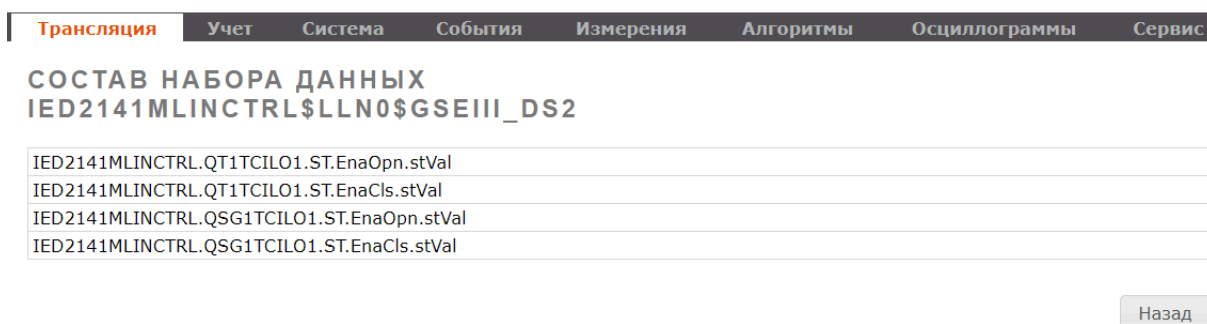 Трансляция Учет Система События Измерения Алгоритмы Осциллограммы Сервис
СОСТАВ НАБОРА ДАННЫХ
IED2141MLINCTRL$LLN0$GSEIII_DS2
IED2141MLINCTRL.QT1TCILO1.ST.EnaOpn.stVal
IED2141MLINCTRL.QT1TCILO1.ST.EnaCls.stVal
IED2141MLINCTRL.QSG1TCILO1.ST.EnaOpn.stVal
IED2141MLINCTRL.QSG1TCILO1.ST.EnaCls.stVal
Назад